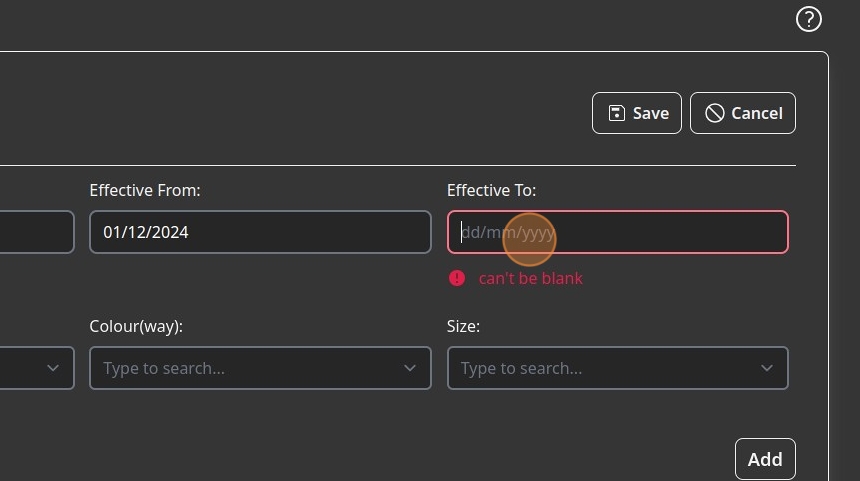 ?
Save Cancel
Effective From: Effective To:
01/12/2024 dd/mm/yyyy
! can't be blank
Colour(way): Size:
Type to search... Type to search...
Add